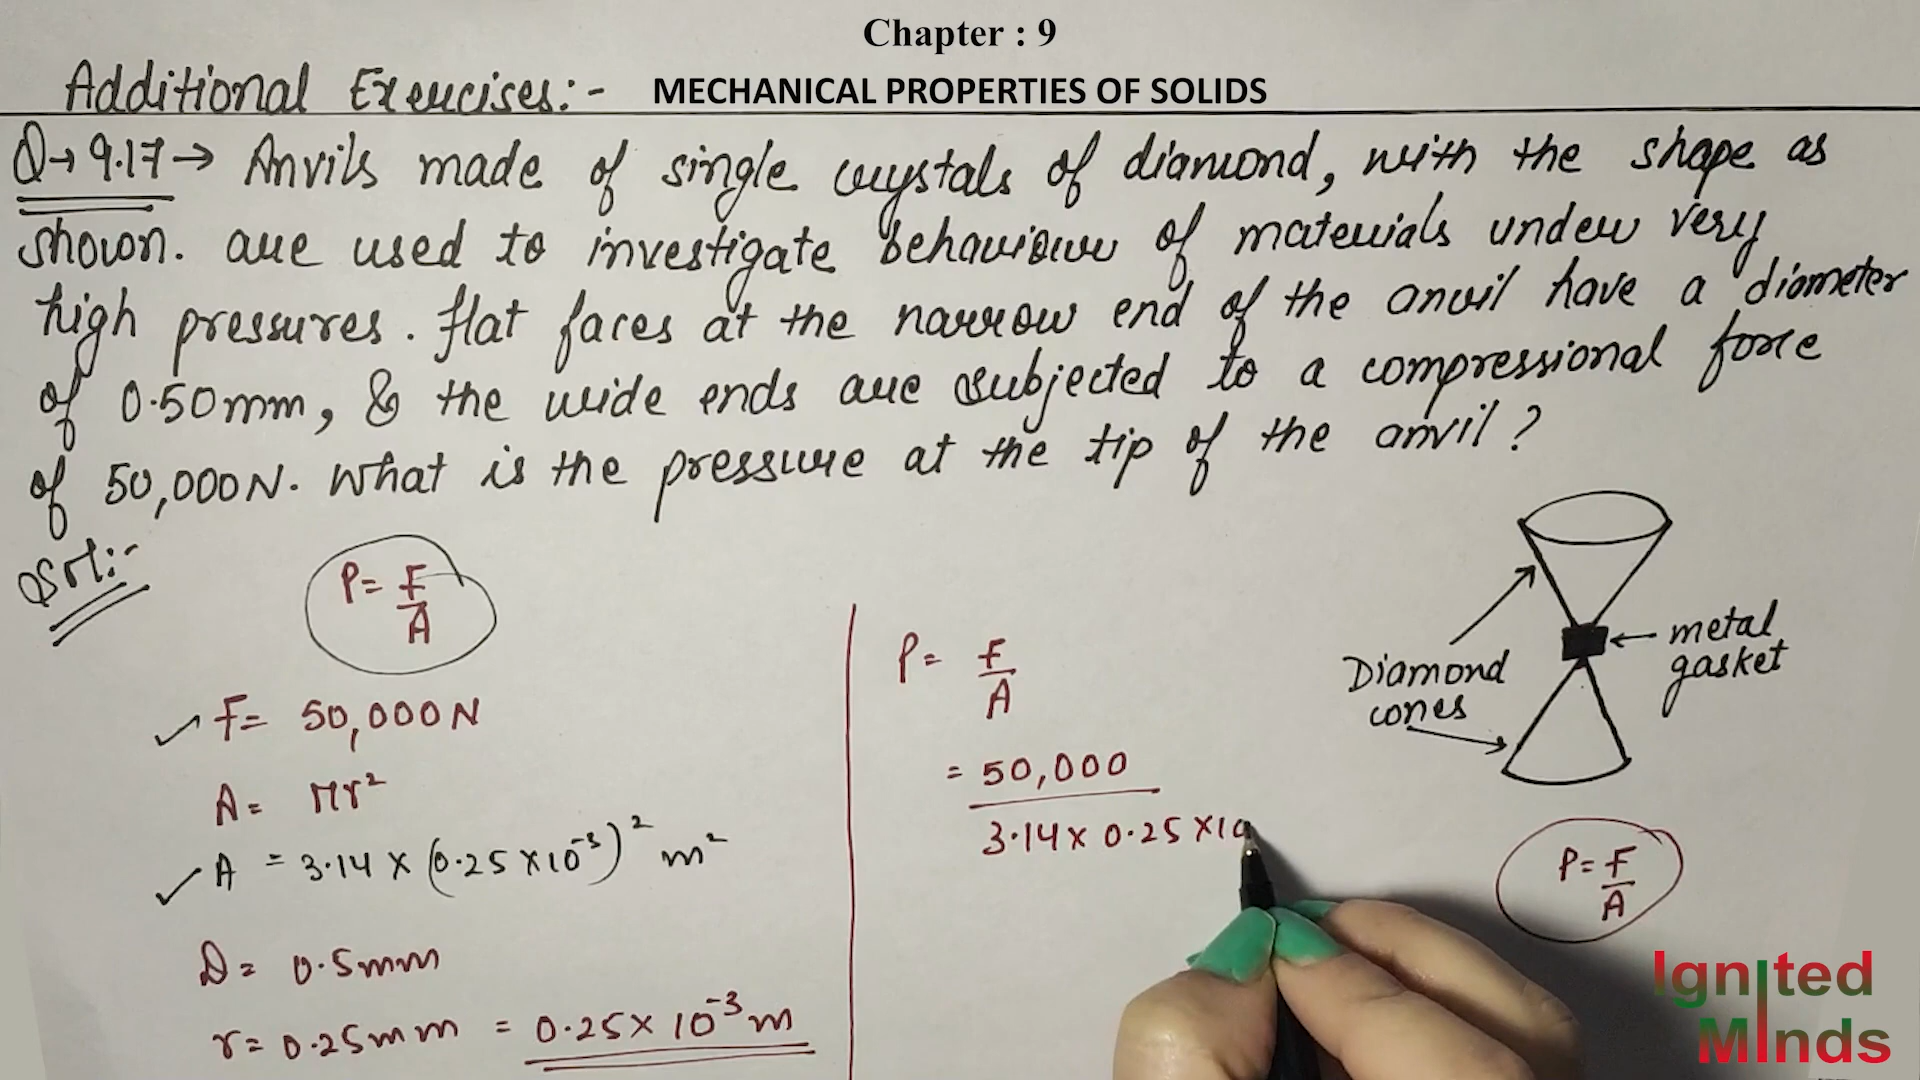 Chapter : 9
Additional Exercises:- MECHANICAL PROPERTIES OF SOLIDS
Q→9.17→ Anvils made of single crystals of diamond, with the shape as
shown. are used to investigate behaviour of materials under very
high pressures. flat faces at the narrow end of the anvil have a diameter
of 0.50mm, & the wide ends are subjected to a compressional force
of 50,000N. What is the pressure at the tip of the anvil?
Sol:-
P= F/A
F= 50,000N
A= πr²
A = 3.14 × (0.25 ×10⁻³)² m²
D= 0.5mm
r= 0.25mm = 0.25× 10⁻³m
P= F/A
= 50,000
3.14× 0.25 ×10
Diamond
cones
metal
gasket
P= F/A
Ignited
Minds